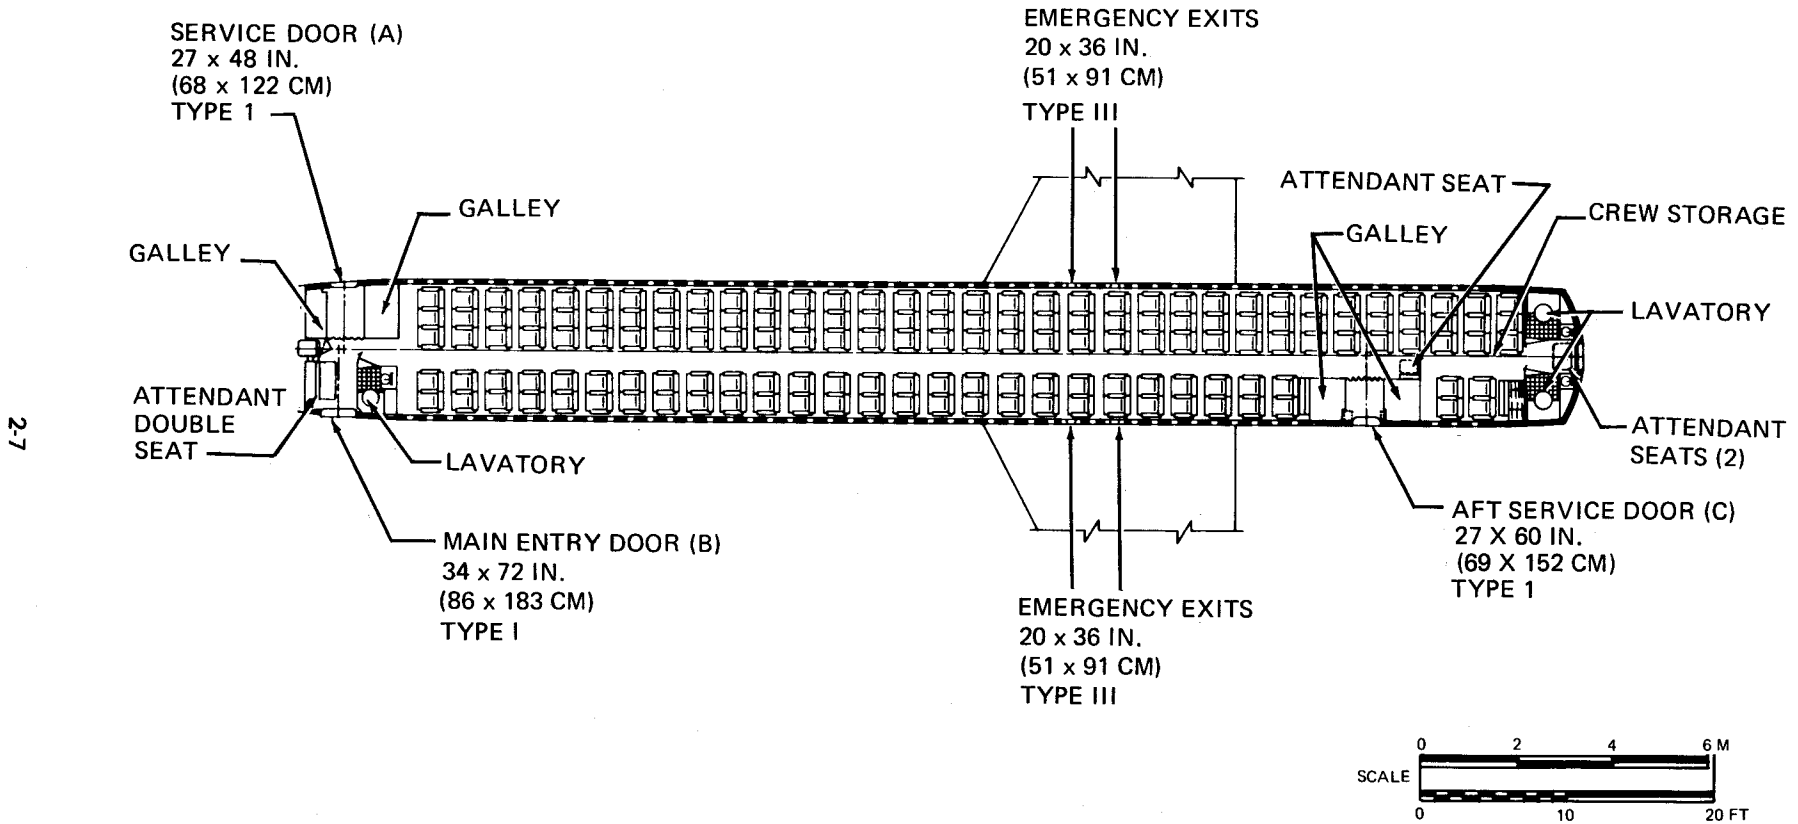 SERVICE DOOR (A)
27 x 48 IN.
(68 x 122 CM)
TYPE 1
EMERGENCY EXITS
20 x 36 IN.
(51 x 91 CM)
TYPE III
ATTENDANT SEAT
CREW STORAGE
GALLEY
GALLEY
GALLEY
LAVATORY
ATTENDANT
DOUBLE
SEAT
LAVATORY
ATTENDANT
SEATS (2)
MAIN ENTRY DOOR (B)
34 x 72 IN.
(86 x 183 CM)
TYPE I
AFT SERVICE DOOR (C)
27 X 60 IN.
(69 X 152 CM)
TYPE 1
EMERGENCY EXITS
20 x 36 IN.
(51 x 91 CM)
TYPE III
2-7
0 2 4 6 M
SCALE
0 10 20 FT